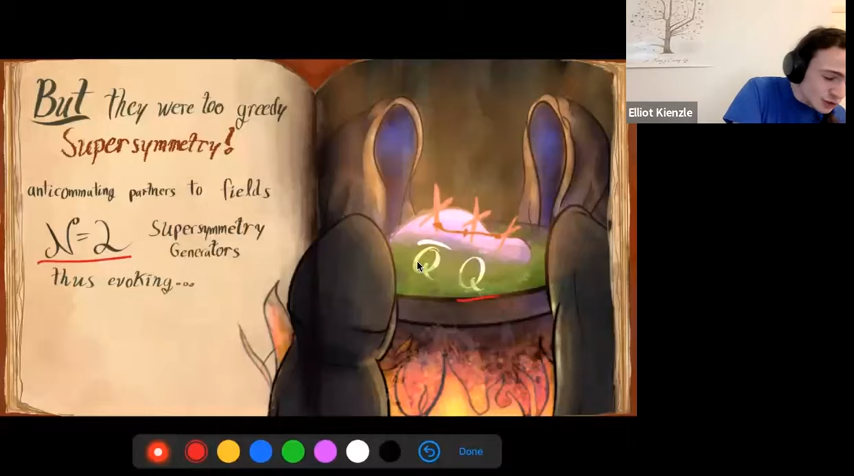 But they were too greedy
Supersymmetry!
anticommuting partners to fields
N=2 Supersymmetry
Generators
thus evoking...
Q̅ Q
Elliot Kienzle
Done